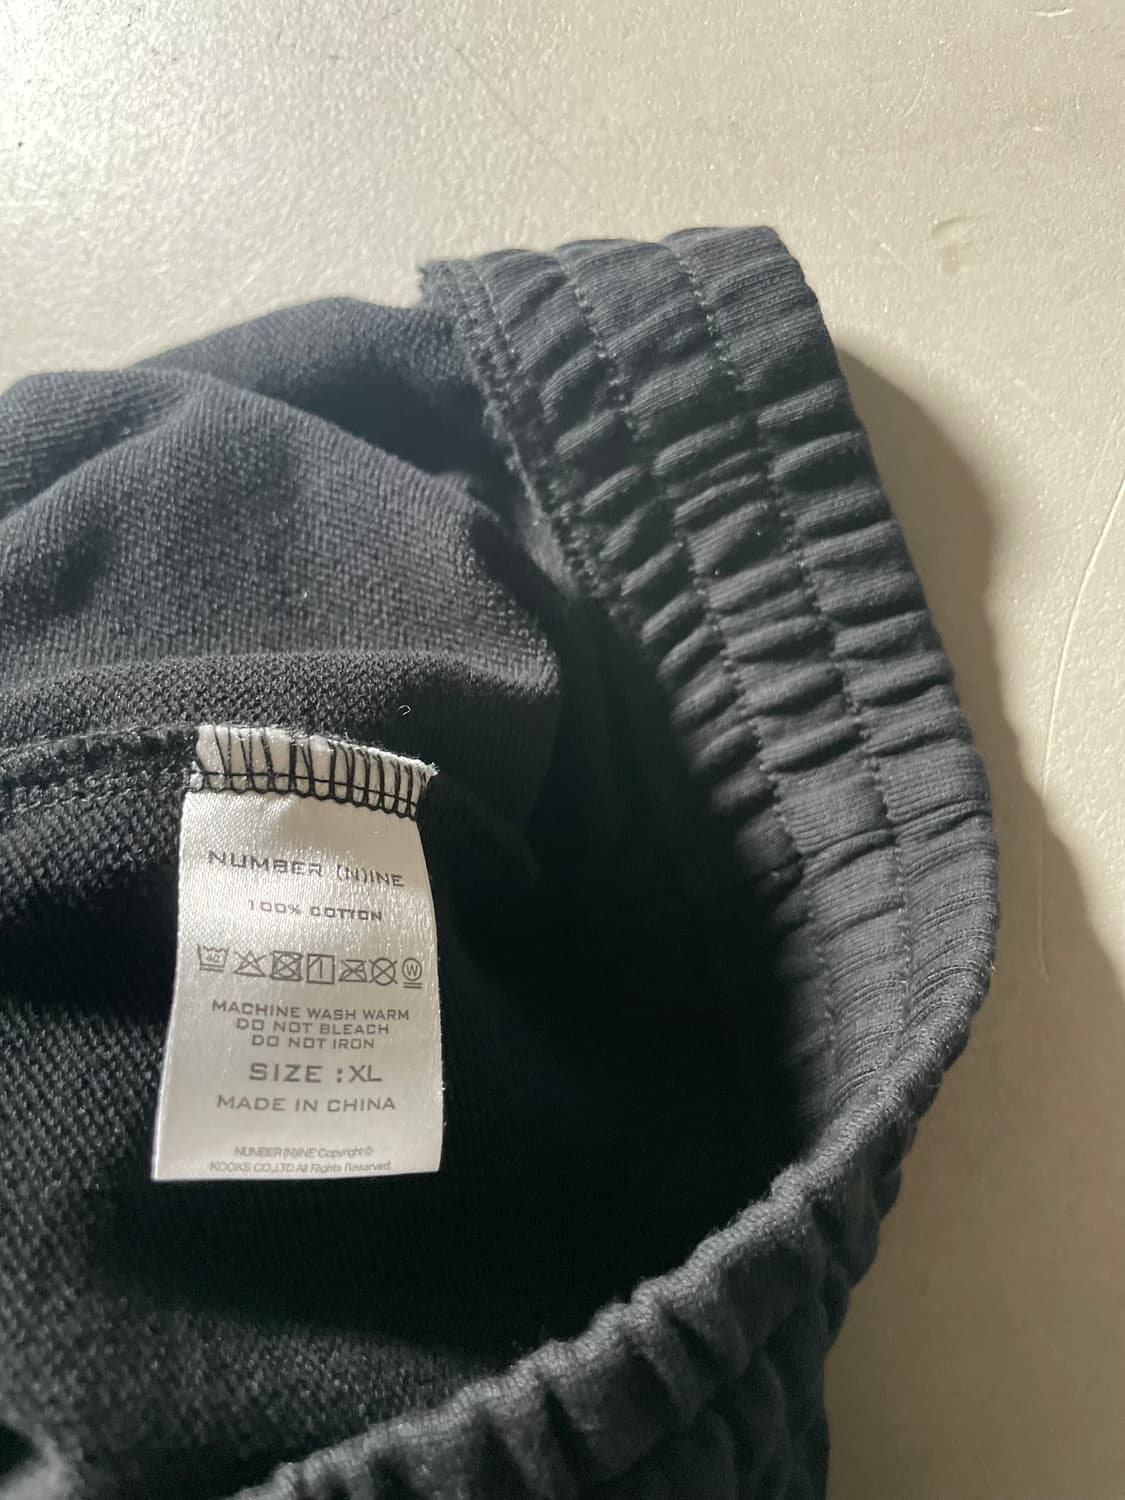 NUMBER (N)INE
100% COTTON
40 W
MACHINE WASH WARM
DO NOT BLEACH
DO NOT IRON
SIZE : XL
MADE IN CHINA
NUMBER (N)INE Copyright©
KOOKS CO.,LTD All Rights Reserved.